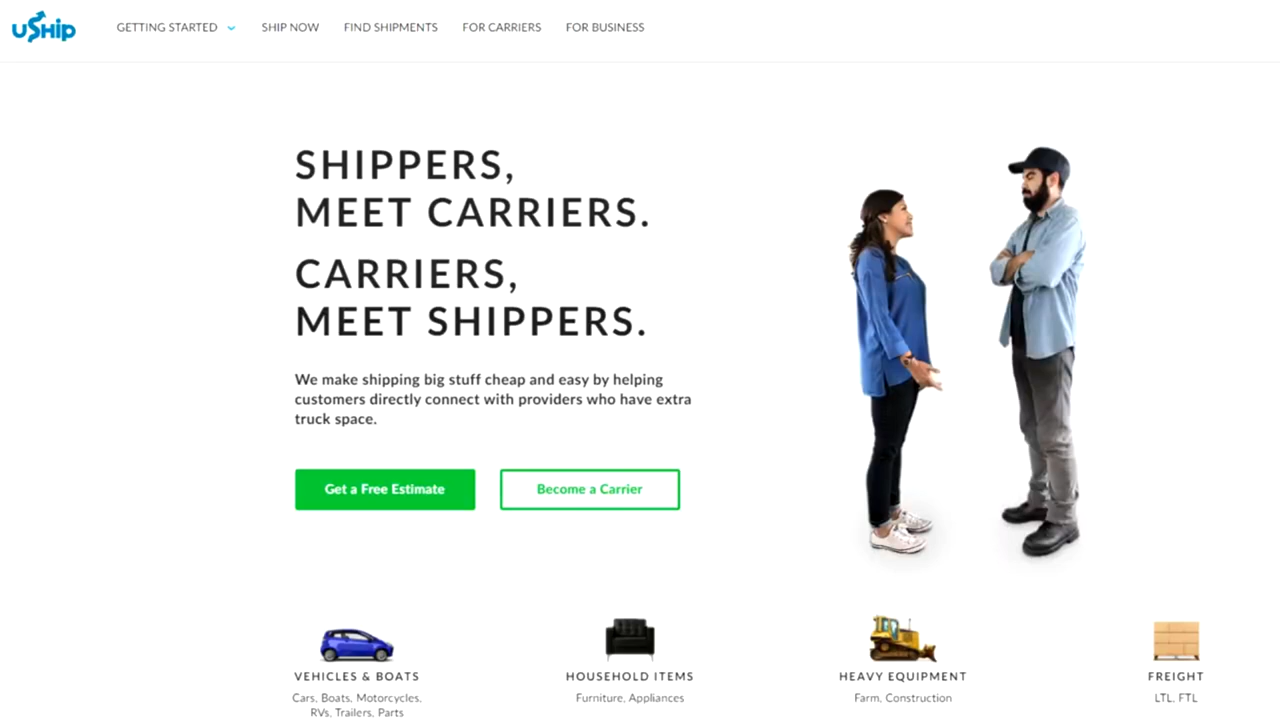 uShip
GETTING STARTED SHIP NOW FIND SHIPMENTS FOR CARRIERS FOR BUSINESS
SHIPPERS,
MEET CARRIERS.
CARRIERS,
MEET SHIPPERS.
We make shipping big stuff cheap and easy by helping
customers directly connect with providers who have extra
truck space.
Get a Free Estimate
Become a Carrier
VEHICLES & BOATS
Cars, Boats, Motorcycles,
RVs, Trailers, Parts
HOUSEHOLD ITEMS
Furniture, Appliances
HEAVY EQUIPMENT
Farm, Construction
FREIGHT
LTL, FTL